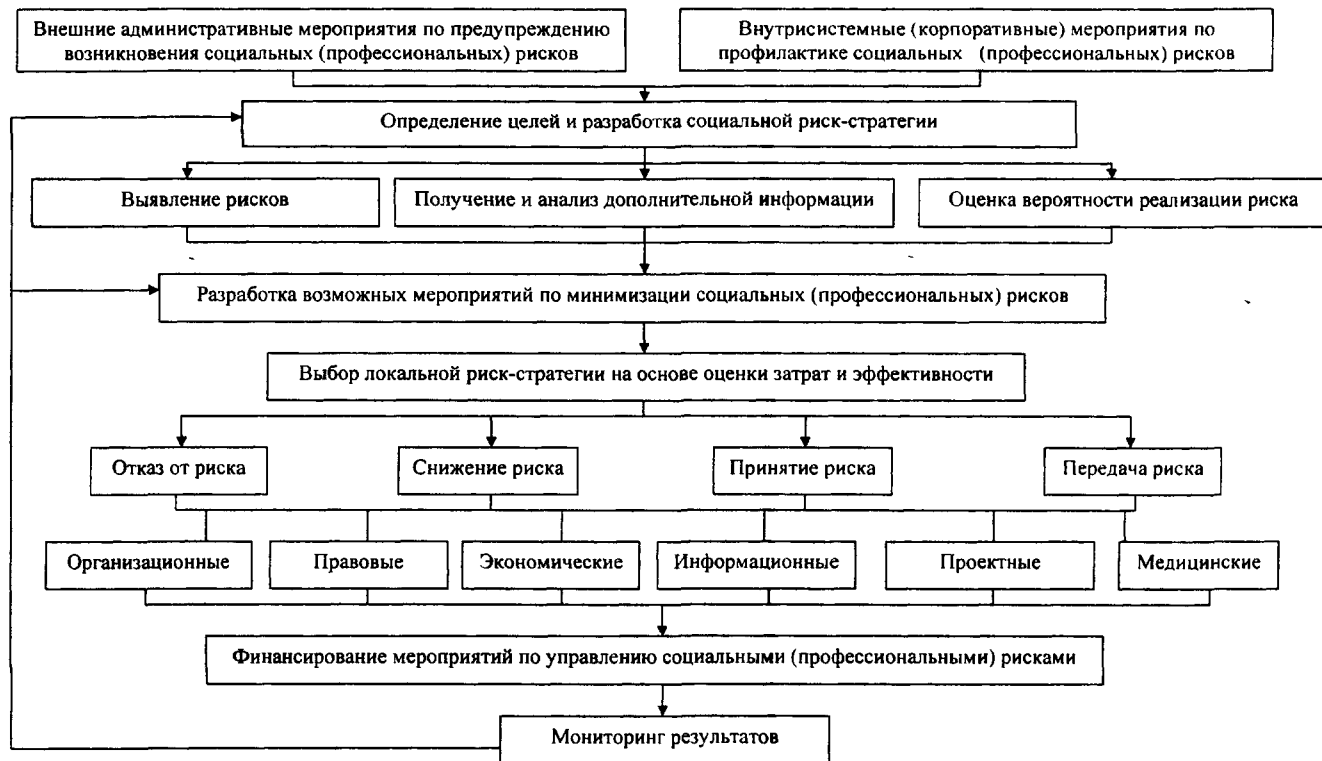 Внешние административные мероприятия по предупреждению
возникновения социальных (профессиональных) рисков
Внутрисистемные (корпоративные) мероприятия по
профилактике социальных (профессиональных) рисков
Определение целей и разработка социальной риск-стратегии
Выявление рисков
Получение и анализ дополнительной информации
Оценка вероятности реализации риска
Разработка возможных мероприятий по минимизации социальных (профессиональных) рисков
Выбор локальной риск-стратегии на основе оценки затрат и эффективности
Отказ от риска
Снижение риска
Принятие риска
Передача риска
Организационные
Правовые
Экономические
Информационные
Проектные
Медицинские
Финансирование мероприятий по управлению социальными (профессиональными) рисками
Мониторинг результатов